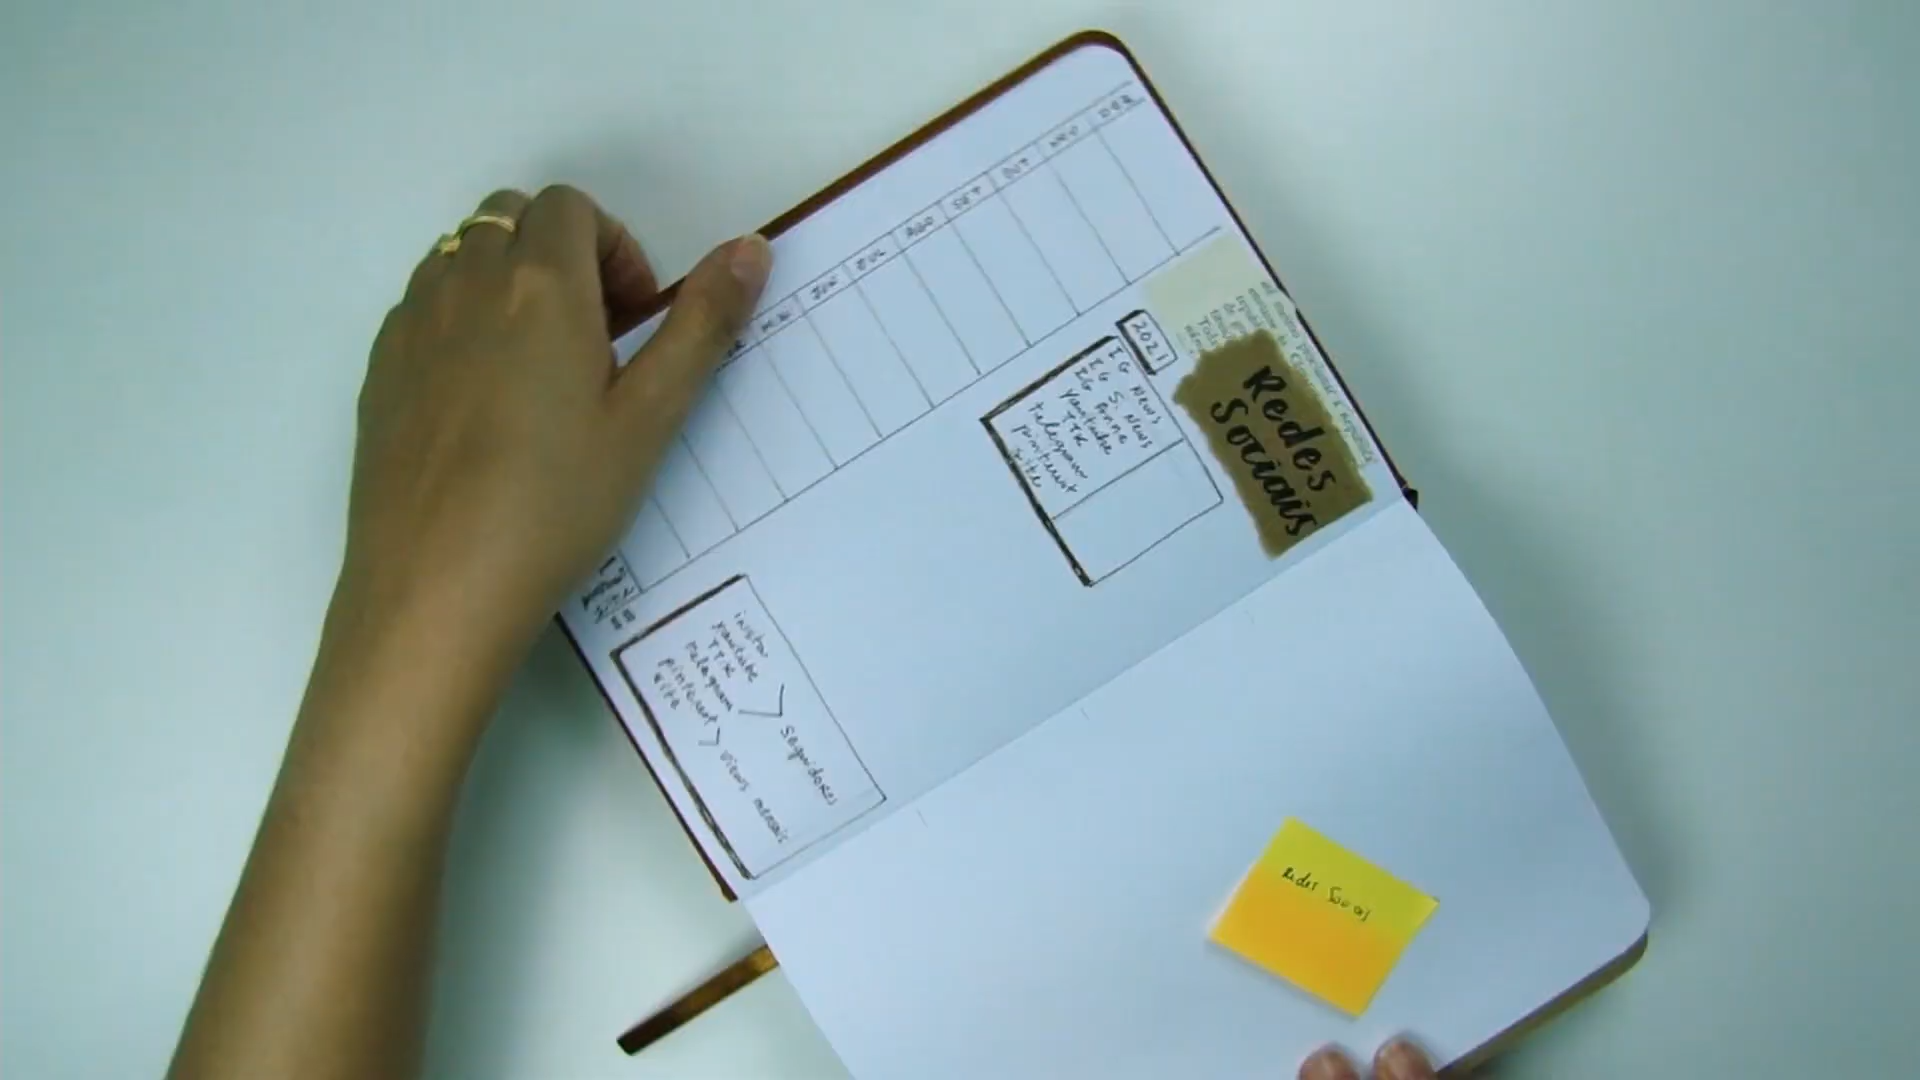 Redes
Sociais
2021
IG News
IG S. News
IG Anne
Youtube
TTK
telegram
pinterest
site
JUN
JUL
AGO
SET
OUT
NOV
DEZ
insta
youtube
TTK
telegram
pinterest
site
seguidores
views mensais
Redes Sociais